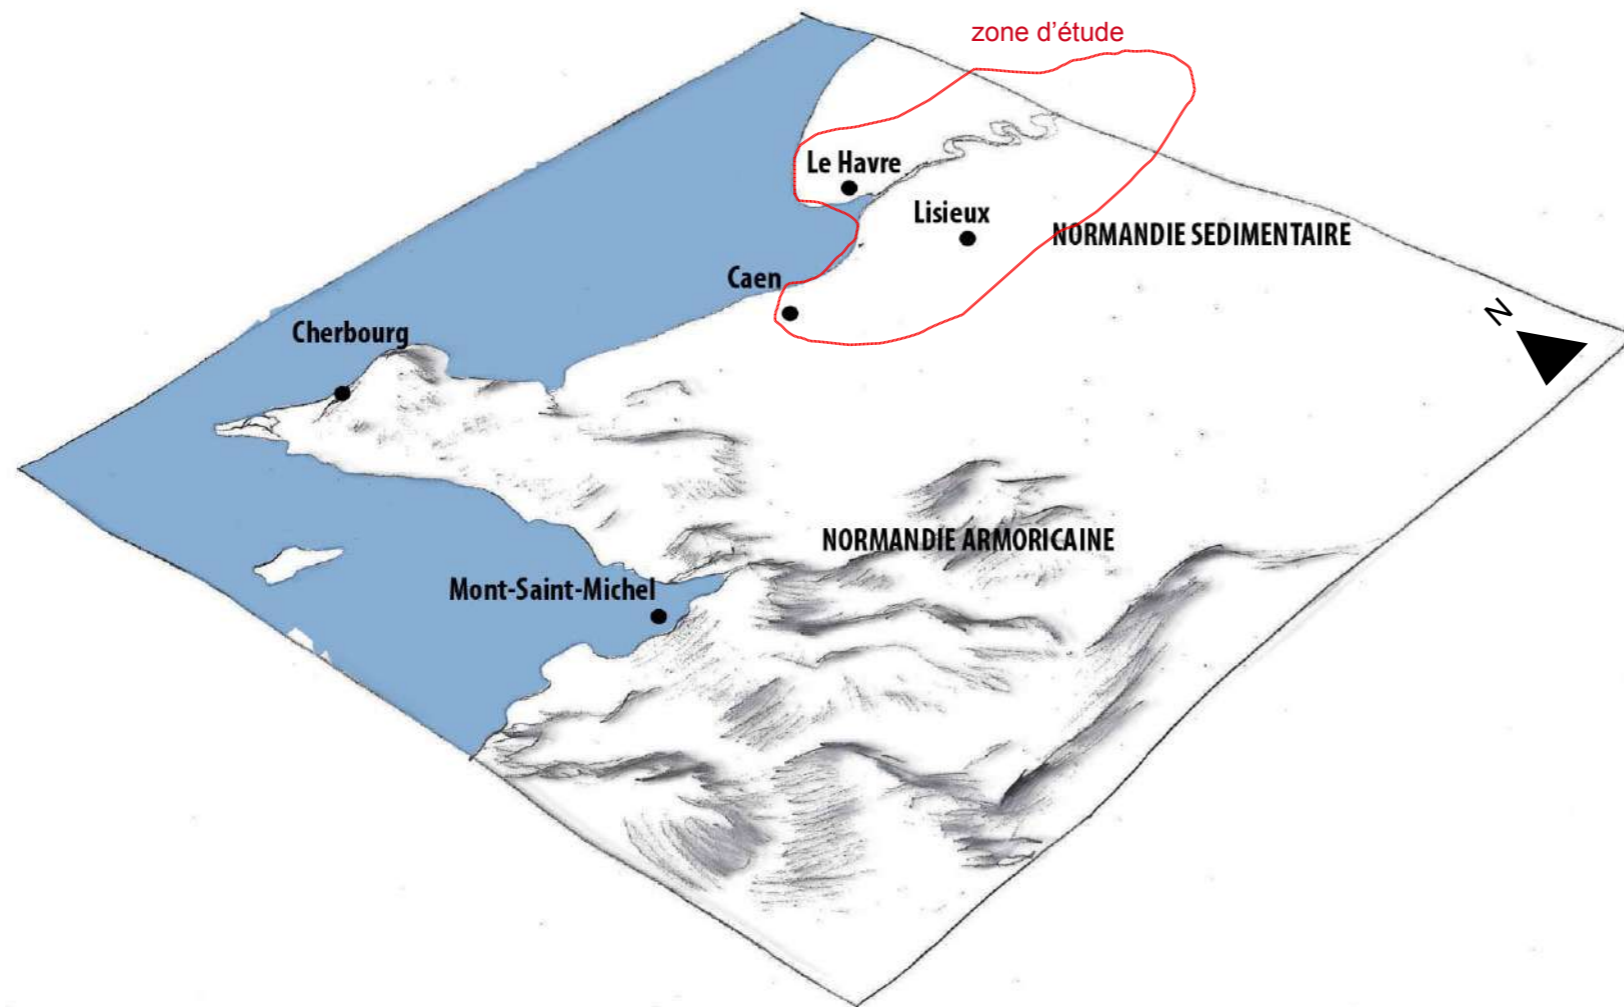 zone d'étude
Le Havre
Lisieux
NORMANDIE SEDIMENTAIRE
Caen
Cherbourg
N
NORMANDIE ARMORICAINE
Mont-Saint-Michel